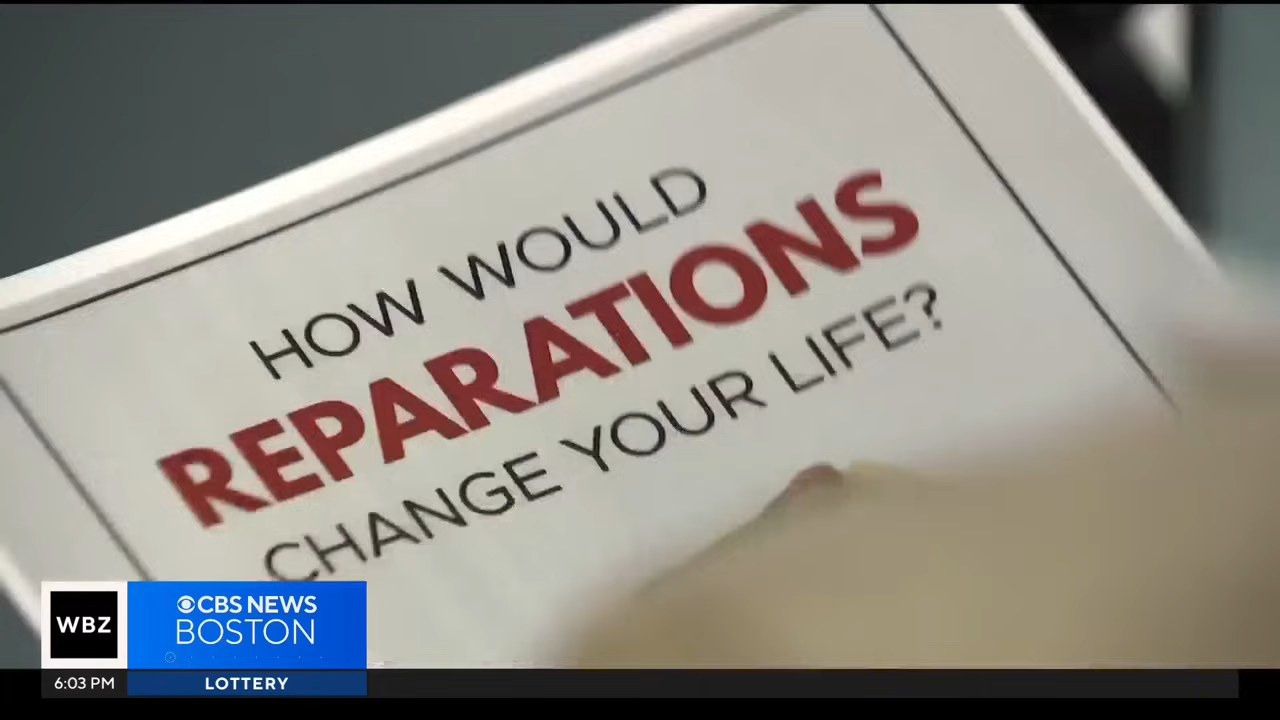 HOW WOULD
REPARATIONS
CHANGE YOUR LIFE?
WBZ
CBS NEWS
BOSTON
6:03 PM
LOTTERY